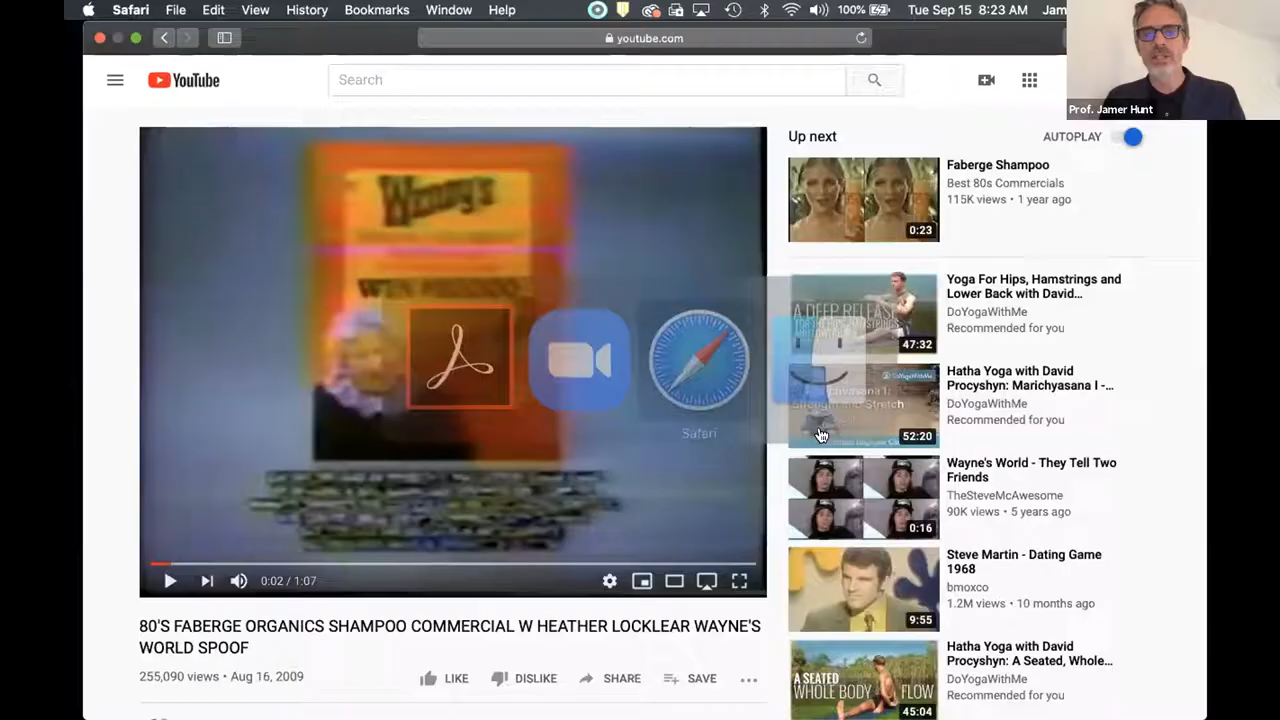 Safari File Edit View History Bookmarks Window Help 100% Tue Sep 15 8:23 AM Jam
youtube.com
YouTube
Search
Prof. Jamer Hunt
Up next
AUTOPLAY
Wendy's
Faberge Shampoo
Best 80s Commercials
115K views • 1 year ago
0:23
Yoga For Hips, Hamstrings and
Lower Back with David...
DoYogaWithMe
Recommended for you
A DEEP RELEASE
47:32
Hatha Yoga with David
Procyshyn: Marichyasana I -...
DoYogaWithMe
Recommended for you
52:20
Safari
Wayne's World - They Tell Two
Friends
TheSteveMcAwesome
90K views • 5 years ago
0:16
Steve Martin - Dating Game
1968
bmoxco
1.2M views • 10 months ago
9:55
Hatha Yoga with David
Procyshyn: A Seated, Whole...
DoYogaWithMe
Recommended for you
A SEATED
WHOLE BODY FLOW
45:04
0:02 / 1:07
80'S FABERGE ORGANICS SHAMPOO COMMERCIAL W HEATHER LOCKLEAR WAYNE'S
WORLD SPOOF
255,090 views • Aug 16, 2009
LIKE DISLIKE SHARE SAVE